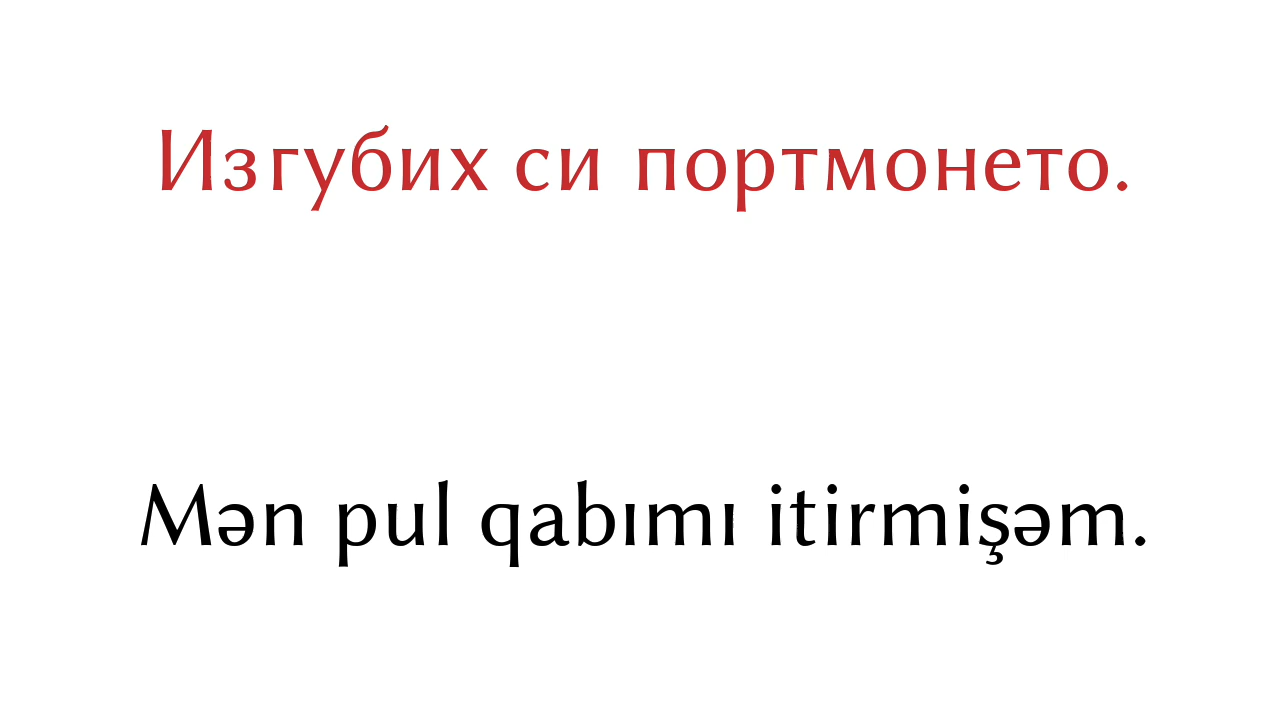 Изгубих си портмонето.
Mən pul qabımı itirmişəm.